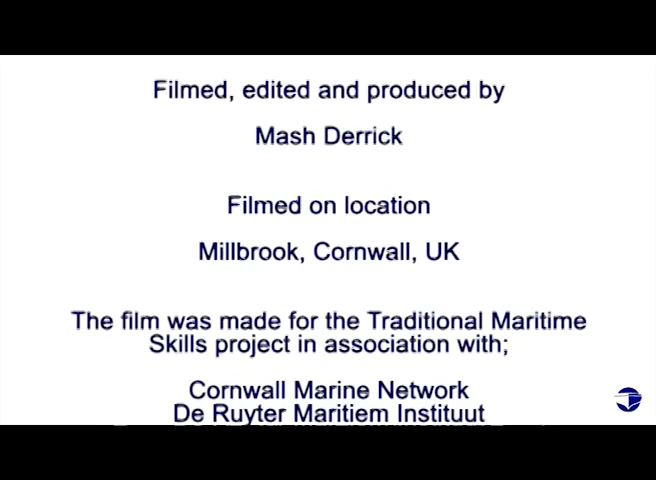 Filmed, edited and produced by
Mash Derrick
Filmed on location
Millbrook, Cornwall, UK
The film was made for the Traditional Maritime
Skills project in association with;
Cornwall Marine Network
De Ruyter Maritiem Instituut